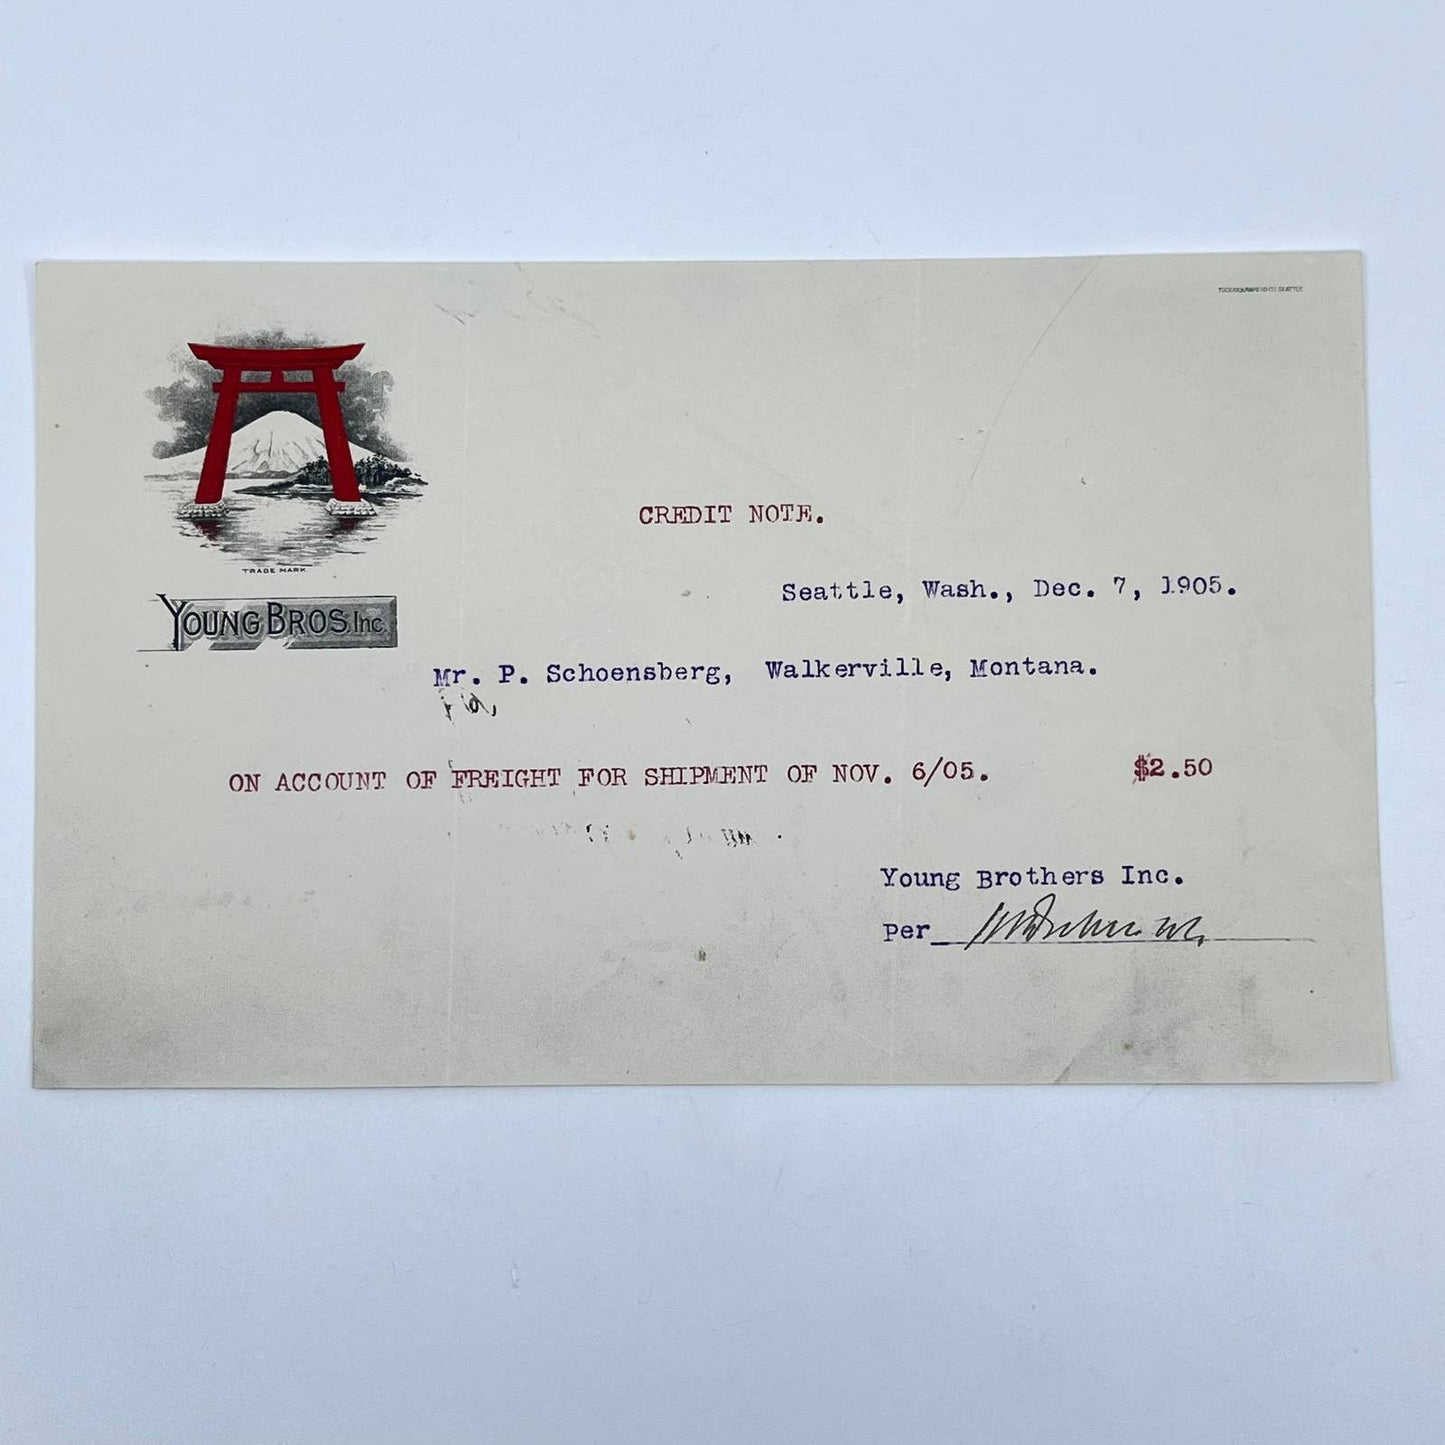 TRADE MARK
YOUNG BROS. Inc.
CREDIT NOTE.
Seattle, Wash., Dec. 7, 1905.
Mr. P. Schoensberg, Walkerville, Montana.
ON ACCOUNT OF FREIGHT FOR SHIPMENT OF NOV. 6/05. $2.50
Young Brothers Inc.
per